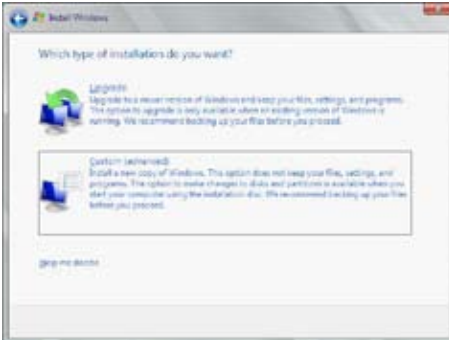 Install Windows
Which type of installation do you want?
Upgrade
Upgrade to a newer version of Windows and keep your files, settings, and programs.
The option to upgrade is only available when an existing version of Windows is
running. We recommend backing up your files before you proceed.
Custom (advanced)
Install a new copy of Windows. This option does not keep your files, settings, and
programs. The option to make changes to disks and partitions is available when you
start your computer using the installation disc. We recommend backing up your files
before you proceed.
Help me decide